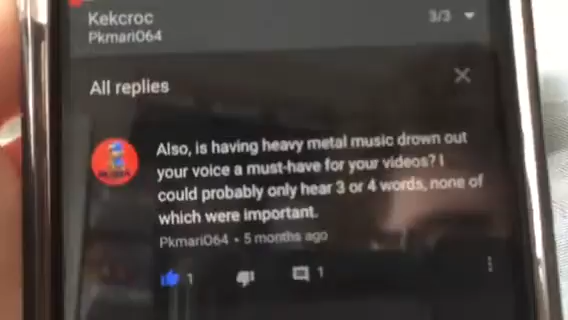 Kekcroc
Pkmari064
3/3
All replies
Also, is having heavy metal music drown out
your voice a must-have for your videos? I
could probably only hear 3 or 4 words, none of
which were important.
Pkmari064 • 5 months ago
1
1